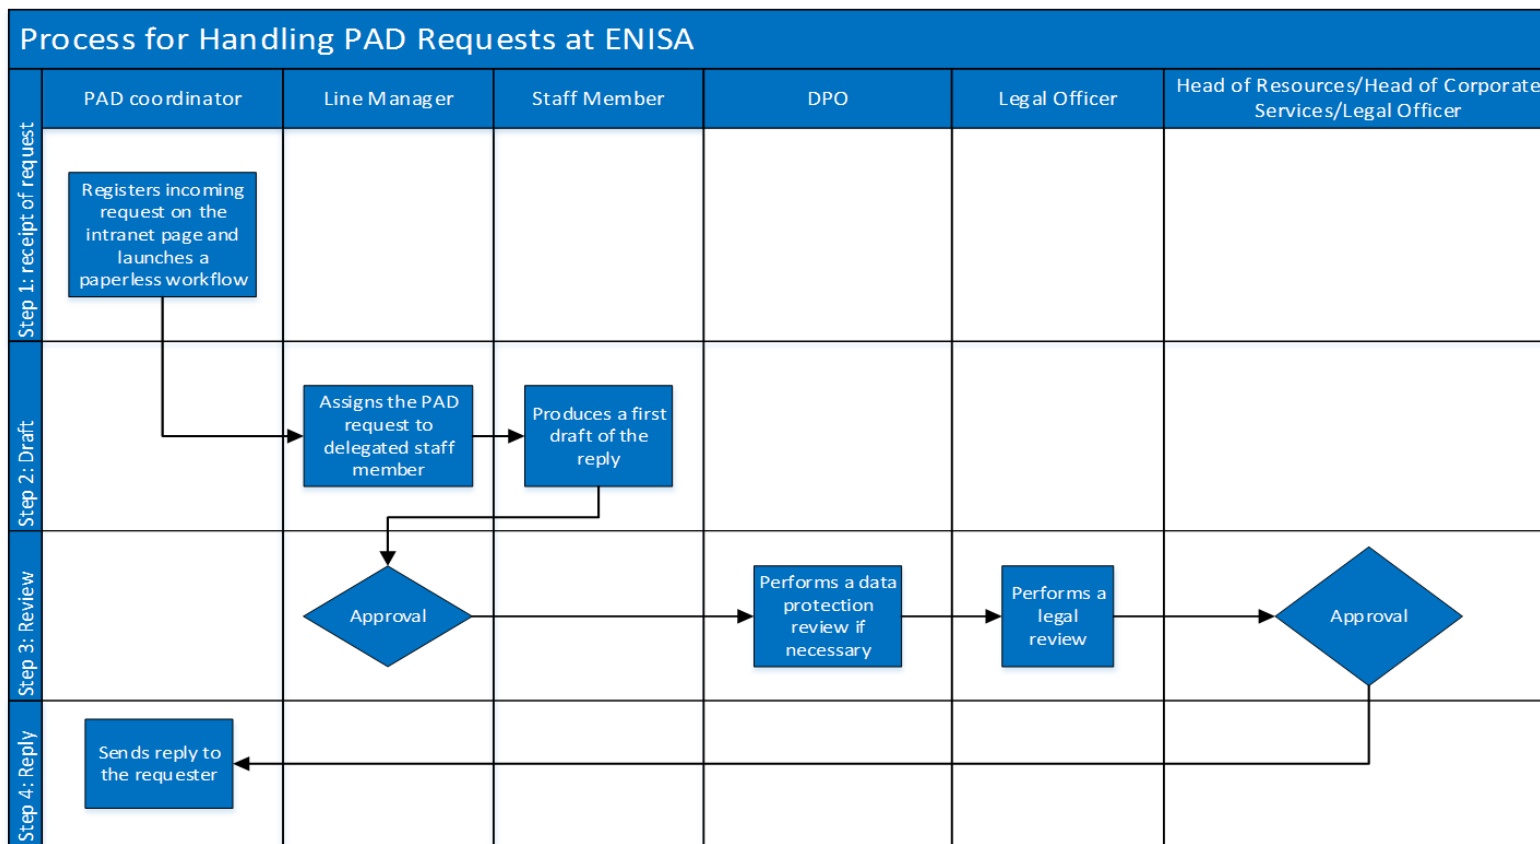 Process for Handling PAD Requests at ENISA
PAD coordinator
Line Manager
Staff Member
DPO
Legal Officer
Head of Resources/Head of Corporate
Services/Legal Officer
Step 1: receipt of request
Registers incoming
request on the
intranet page and
launches a
paperless workflow
Step 2: Draft
Assigns the PAD
request to
delegated staff
member
Produces a first
draft of the
reply
Step 3: Review
Approval
Performs a data
protection
review if
necessary
Performs a
legal
review
Approval
Step 4: Reply
Sends reply to
the requester